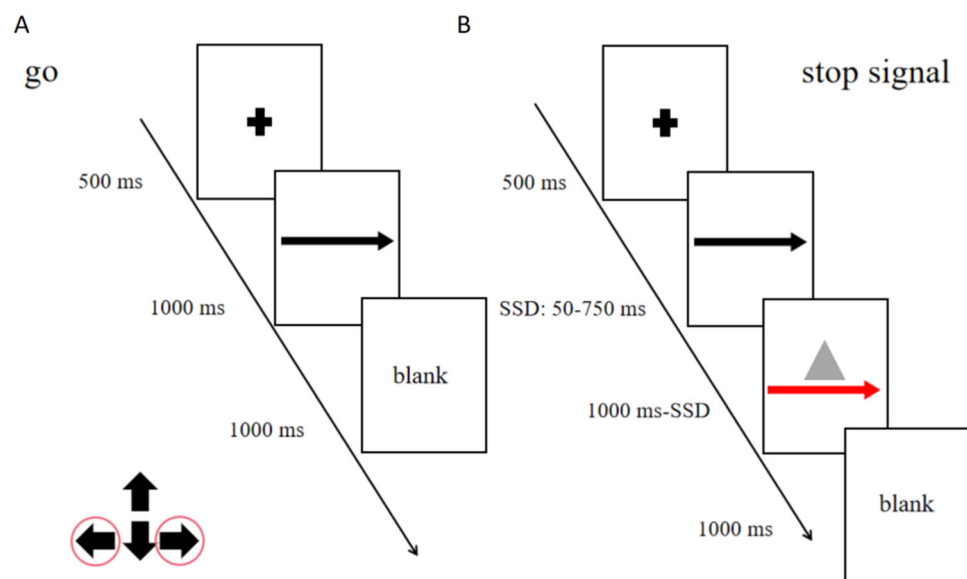 A
go
500 ms
1000 ms
blank
1000 ms
B
stop signal
500 ms
SSD: 50-750 ms
1000 ms-SSD
blank
1000 ms